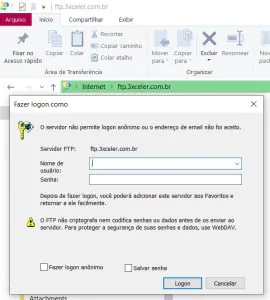 ftp.3xceler.com.br
Arquivo Início Compartilhar Exibir
Fixar no
Acesso rápido
Copiar
Colar
Recortar
Copiar caminho
Colar atalho
Mover
para
Copiar
para
Excluir
Renomear
Área de Transferência
Organizar
Internet ftp.3xceler.com.br
Fazer logon como
O servidor não permite logon anônimo ou o endereço de email não foi aceito.
Servidor FTP: ftp.3xceler.com.br
Nome de
usuário:
Senha:
Depois de fazer logon, você poderá adicionar este servidor aos Favoritos e
retornar a ele facilmente.
O FTP não criptografa nem codifica senhas ou dados antes de os enviar ao
servidor. Para proteger a segurança de suas senhas e dados, use WebDAV.
Fazer logon anônimo Salvar senha
Logon Cancelar
Attachments